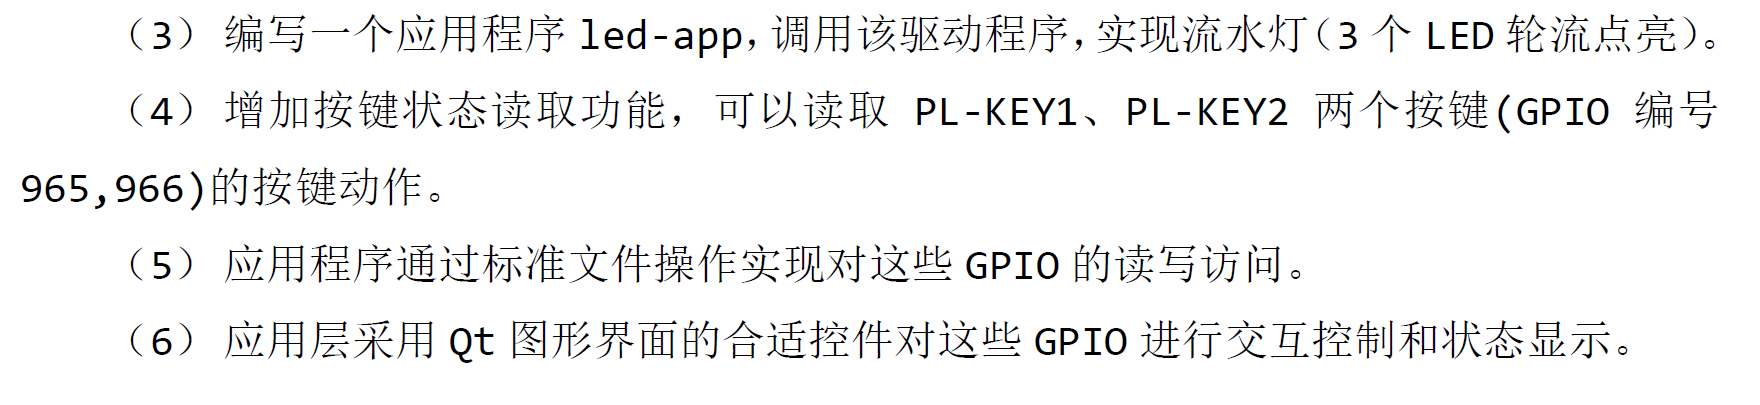 （3） 编写一个应用程序 led-app，调用该驱动程序，实现流水灯（3 个 LED 轮流点亮）。
（4） 增加按键状态读取功能，可以读取 PL-KEY1、PL-KEY2 两个按键(GPIO 编号
965,966)的按键动作。
（5） 应用程序通过标准文件操作实现对这些 GPIO 的读写访问。
（6） 应用层采用 Qt 图形界面的合适控件对这些 GPIO 进行交互控制和状态显示。